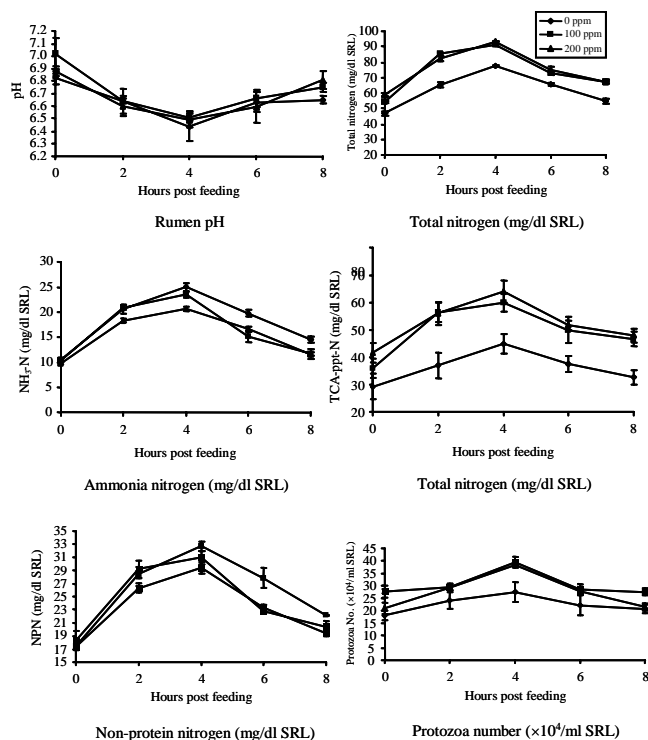 7.2
7.1
7.0
6.9
6.8
6.7
6.6
6.5
6.4
6.3
6.2
pH
0 2 4 6 8
Hours post feeding
Rumen pH
0 ppm
100 ppm
200 ppm
100
90
80
70
60
50
40
30
20
Total nitrogen (mg/dl SRL)
0 2 4 6 8
Hours post feeding
Total nitrogen (mg/dl SRL)
30
25
20
15
10
5
0
NH₃-N (mg/dl SRL)
0 2 4 6 8
Hours post feeding
Ammonia nitrogen (mg/dl SRL)
80
70
60
50
40
30
20
TCA-ppt-N (mg/dl SRL)
0 2 4 6 8
Hours post feeding
Total nitrogen (mg/dl SRL)
35
33
31
29
27
25
23
21
19
17
15
NPN (mg/dl SRL)
0 2 4 6 8
Hours post feeding
Non-protein nitrogen (mg/dl SRL)
45
40
35
30
25
20
15
10
5
0
Protozoa No. (×10⁴/ml SRL)
0 2 4 6 8
Hours post feeding
Protozoa number (×10⁴/ml SRL)